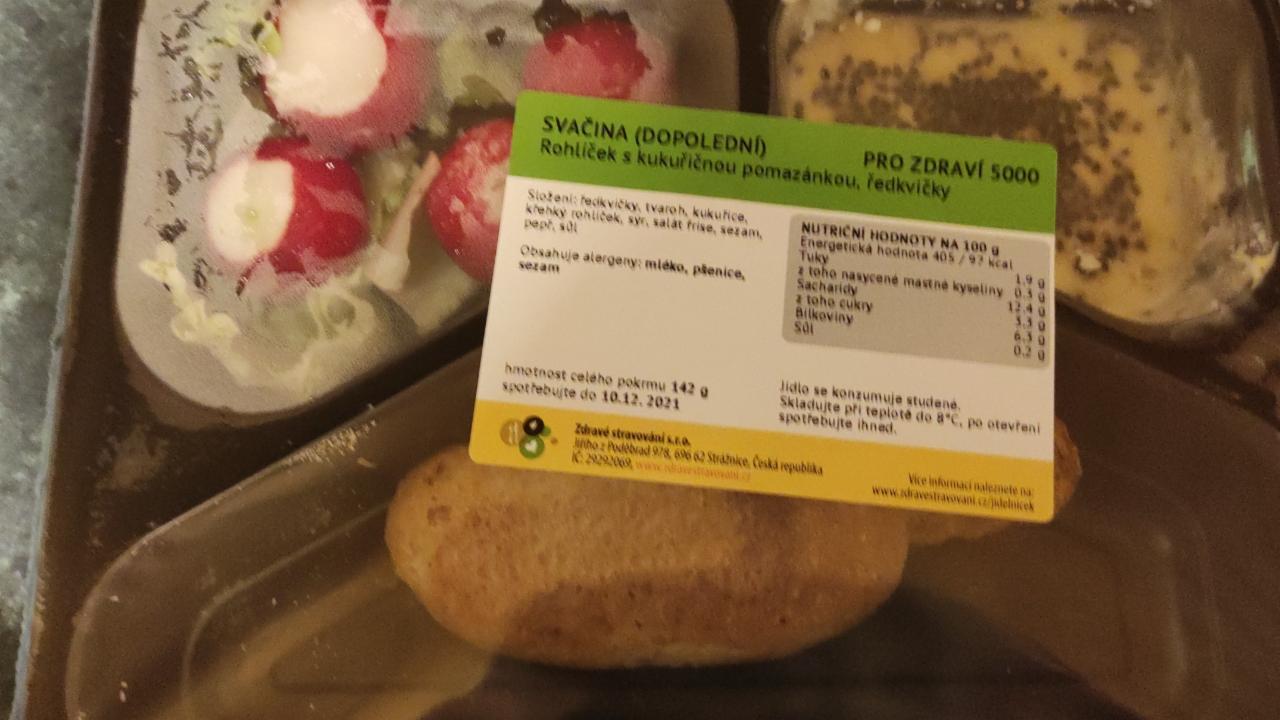 SVAČINA (DOPOLEDNÍ)
PRO ZDRAVÍ 5000
Rohlíček s kukuřičnou pomazánkou, ředkvičky
Složení: ředkvičky, tvaroh, kukuřice,
křehký rohlíček, syr, salát frise, sezam,
pepř, sůl
Obsahuje alergeny: mléko, pšenice,
sezam
hmotnost celého pokrmu 142 g
spotřebujte do 10.12. 2021
NUTRIČNÍ HODNOTY NA 100 g
Energetická hodnota 405 / 97 kcal
Tuky 1.9 g
z toho nasycené mastné kyseliny 0.3 g
Sacharidy 12.4 g
z toho cukry 3.3 g
Bílkoviny 6.3 g
Sůl 0.2 g
Jídlo se konzumuje studené.
Skladujte při teplotě do 8°C, po otevření
spotřebujte ihned.
Zdravé stravování s.r.o.
Jiřího z Poděbrad 978, 696 62 Strážnice, Česká republika
IČ: 29292069, www.zdravestravovani.cz
Více informací naleznete na:
www.zdravestravovani.cz/jidelnicek